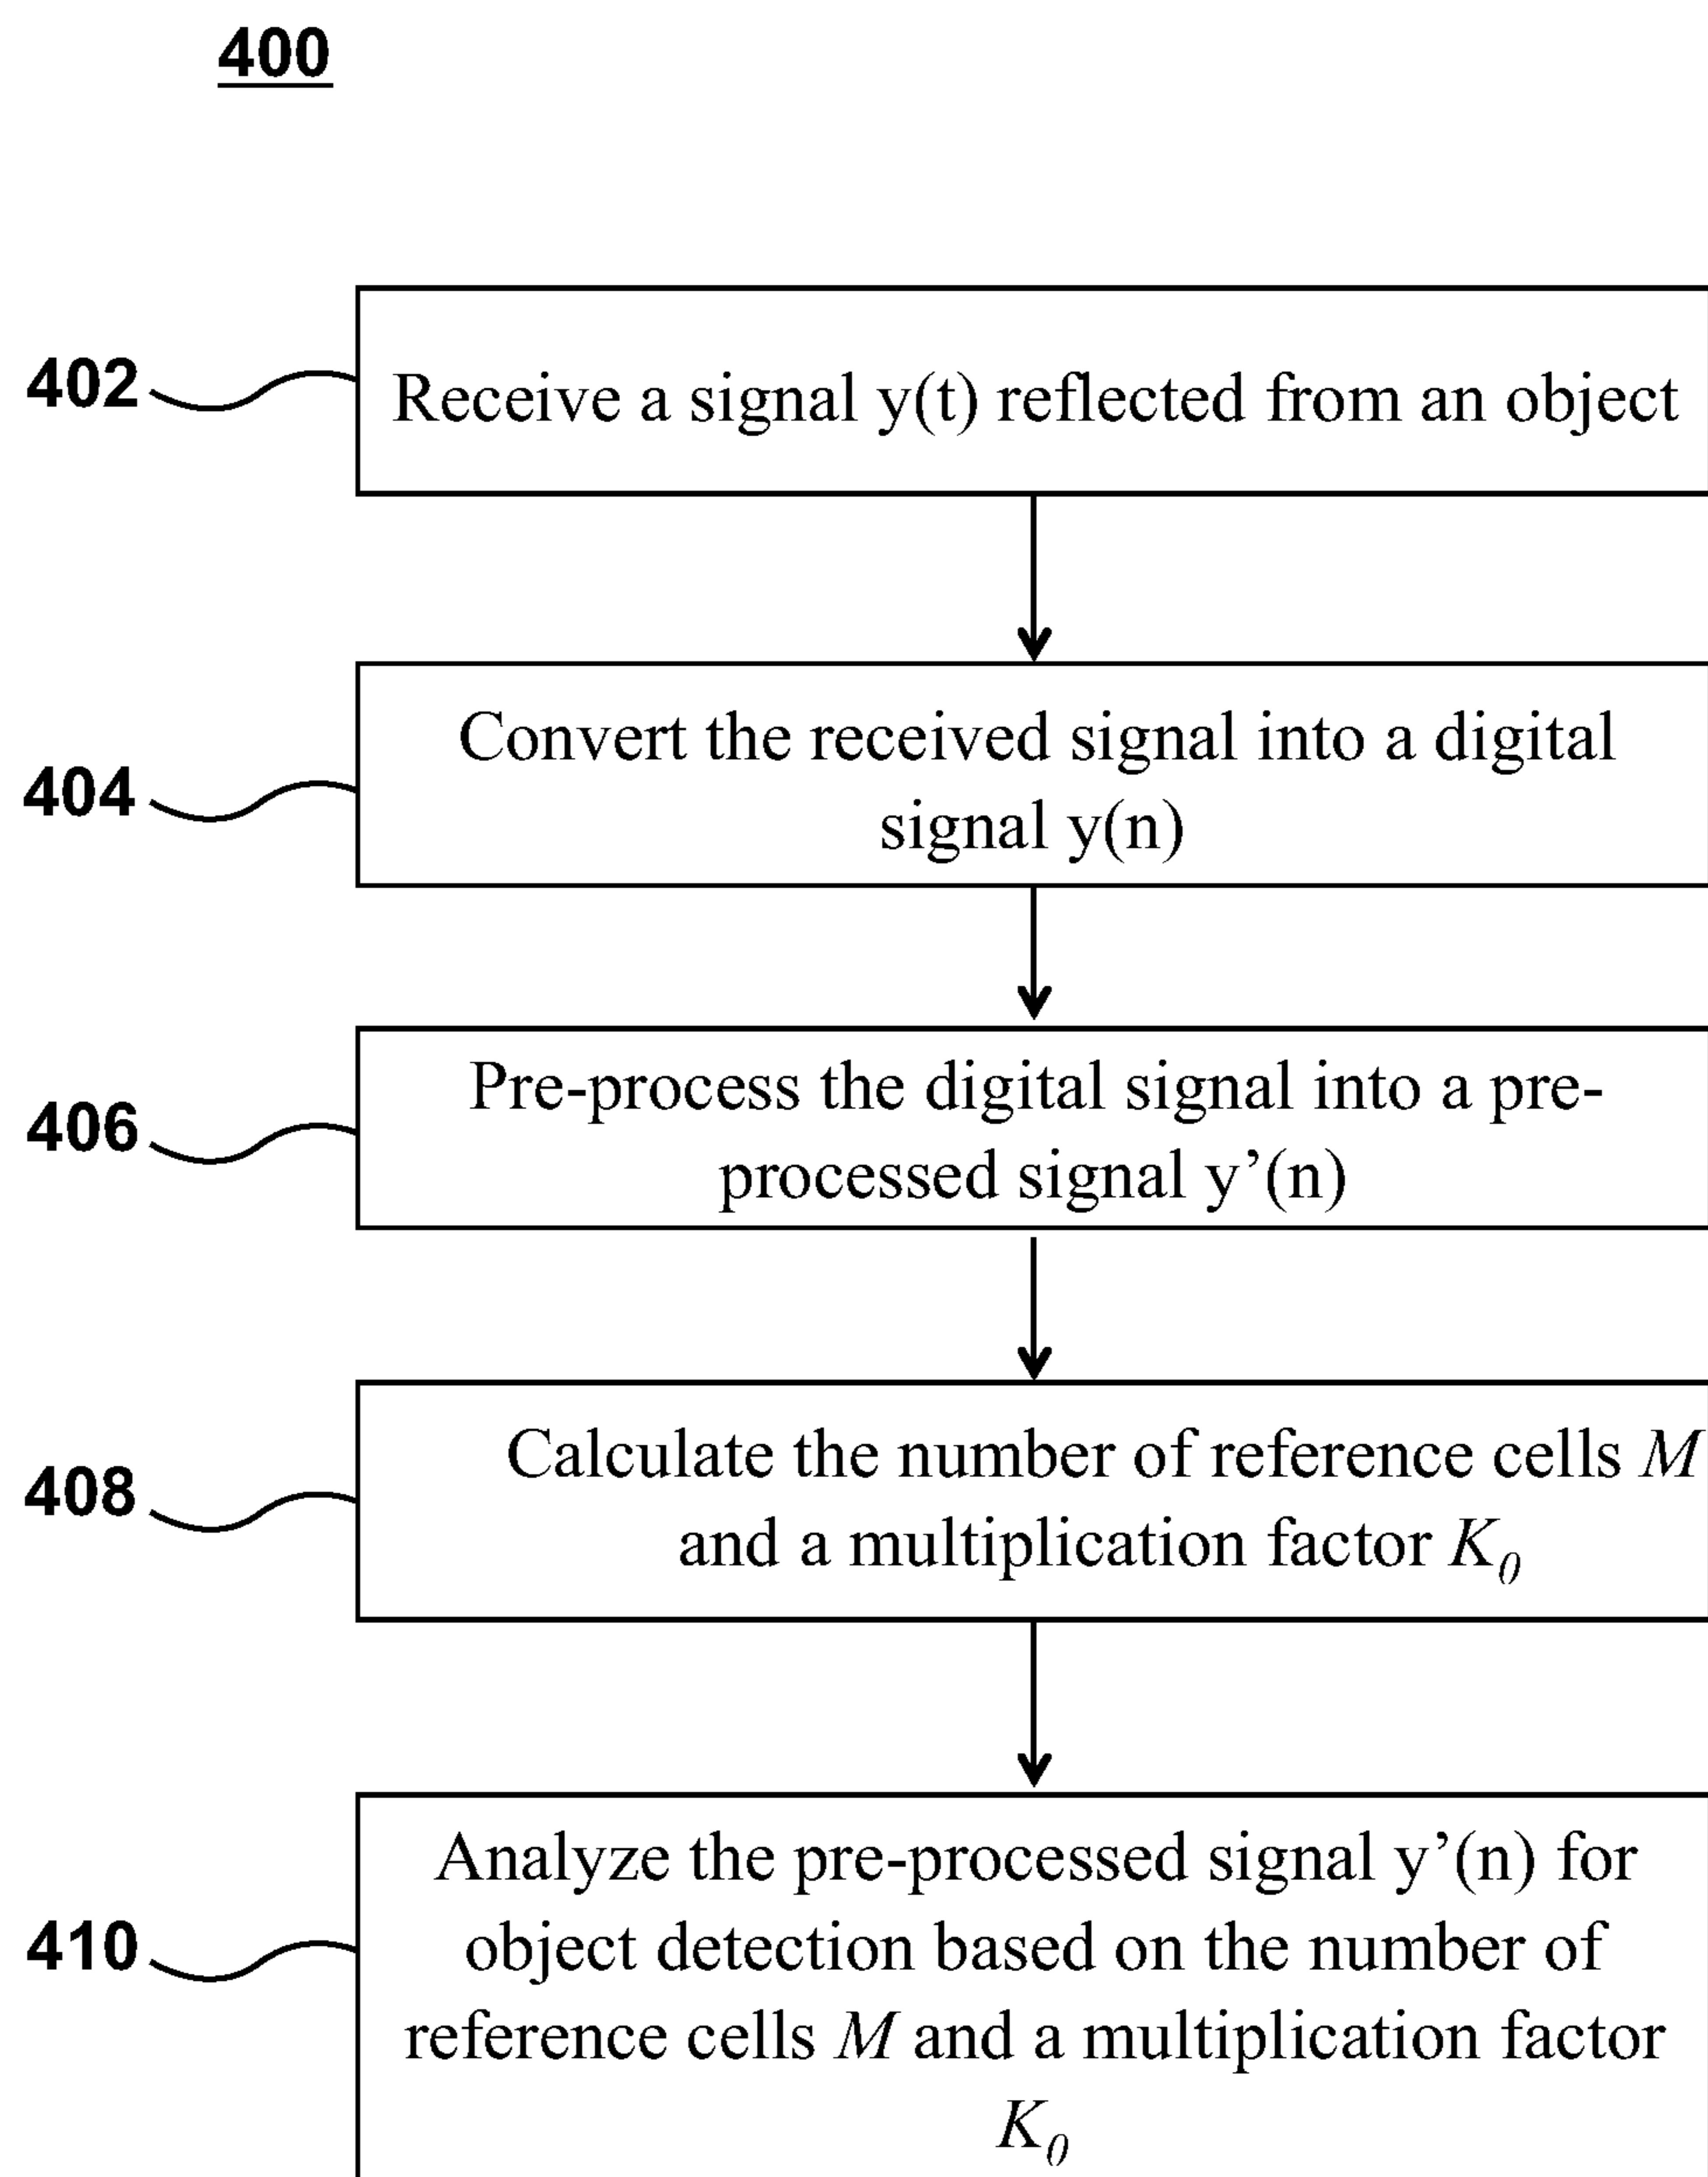 400
402
Receive a signal y(t) reflected from an object
404
Convert the received signal into a digital
signal y(n)
406
Pre-process the digital signal into a pre-
processed signal y’(n)
408
Calculate the number of reference cells M
and a multiplication factor K₀
410
Analyze the pre-processed signal y’(n) for
object detection based on the number of
reference cells M and a multiplication factor
K₀